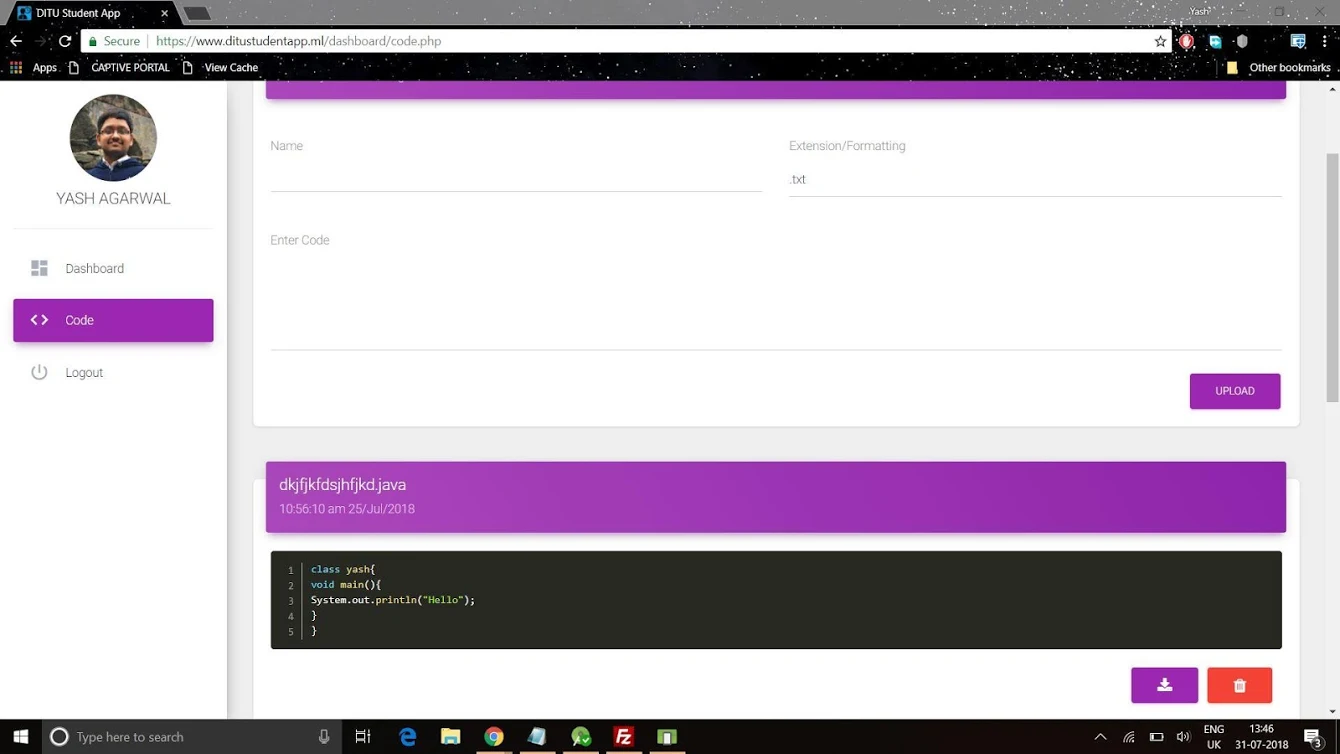 DITU Student App
Yash
Secure
https://www.ditustudentapp.ml/dashboard/code.php
Apps
CAPTIVE PORTAL
View Cache
Other bookmarks
YASH AGARWAL
Dashboard
Code
Logout
Name
Extension/Formatting
.txt
Enter Code
UPLOAD
dkjfjkfdsjhfjkd.java
10:56:10 am 25/Jul/2018
1 class yash{
2 void main(){
3 System.out.println("Hello");
4 }
5 }
Type here to search
ENG
UK
13:46
31-07-2018
3